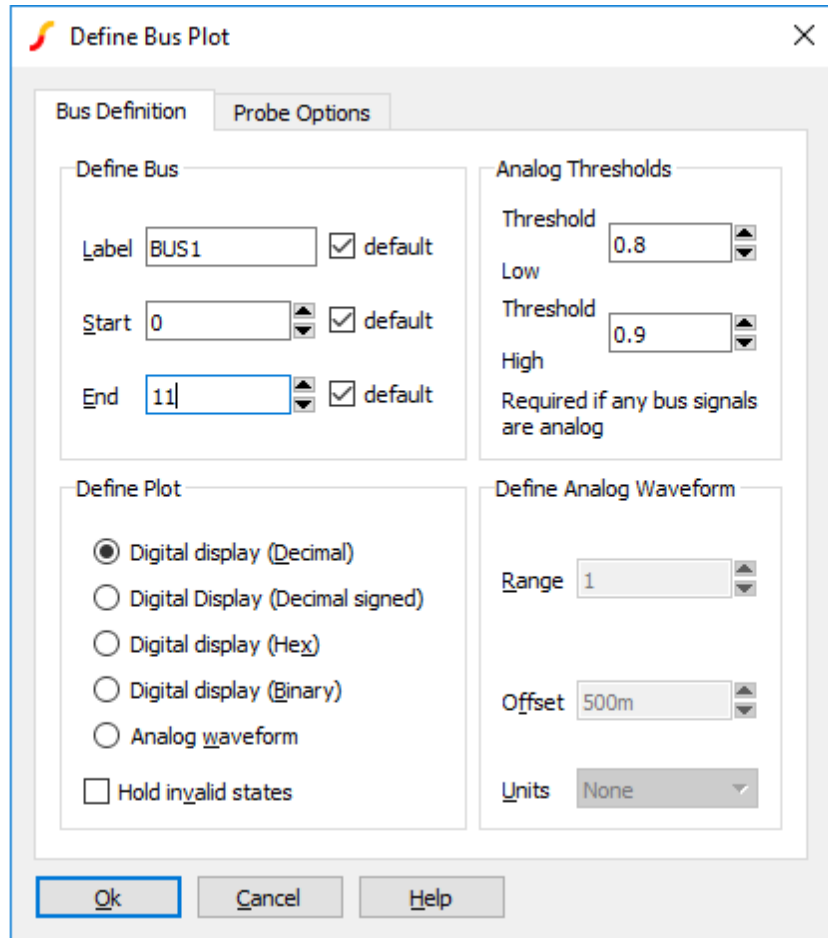 Define Bus Plot
Bus Definition
Probe Options
Define Bus
Label BUS1 default
Start 0 default
End 11 default
Analog Thresholds
Threshold
Low
0.8
Threshold
High
0.9
Required if any bus signals
are analog
Define Plot
Digital display (Decimal)
Digital Display (Decimal signed)
Digital display (Hex)
Digital display (Binary)
Analog waveform
Hold invalid states
Define Analog Waveform
Range 1
Offset 500m
Units None
Ok
Cancel
Help